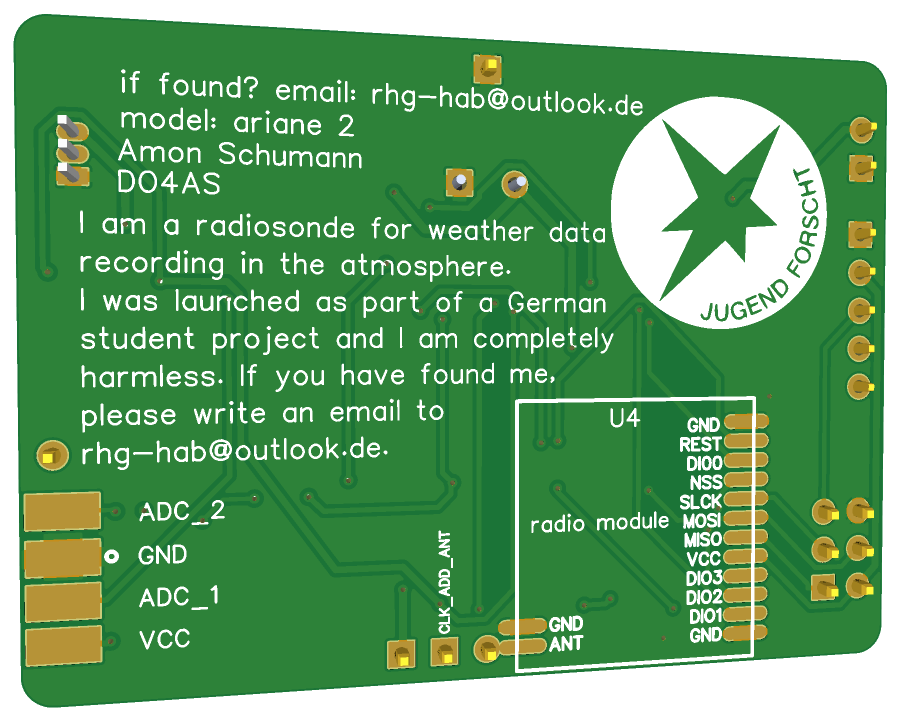 if found? email: rhg-hab@outlook.de
model: ariane 2
Amon Schumann
DO4AS
I am a radiosonde for weather data
recording in the atmosphere.
I was launched as part of a German
student project and I am completely
harmless. If you have found me,
please write an email to
rhg-hab@outlook.de.
JUGEND FORSCHT
ADC_2
GND
ADC_1
VCC
CLK_ADD_ANT
U4
radio module
GND
REST
DIO0
NSS
SLCK
MOSI
MISO
VCC
DIO3
DIO2
DIO1
GND
GND
ANT